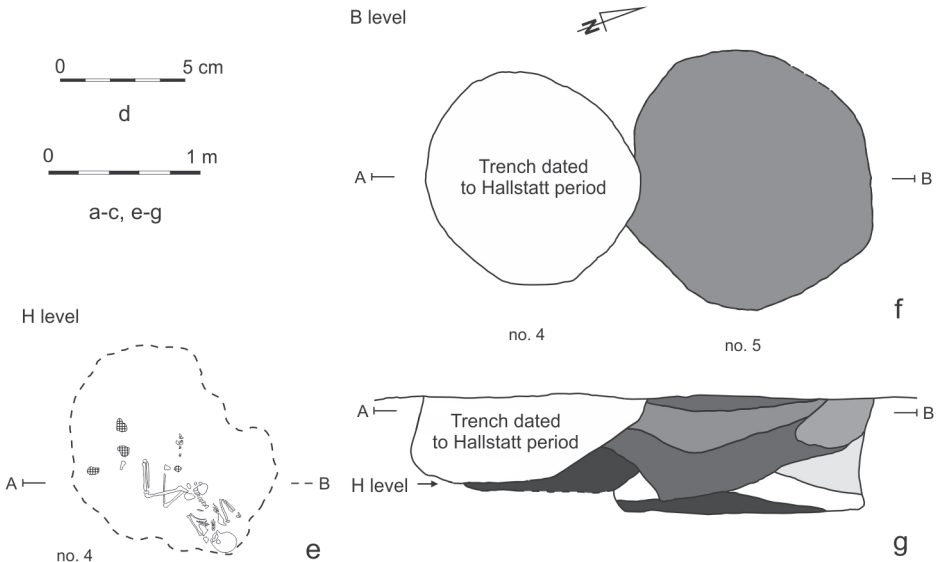 B level
N
0 5 cm
d
0 1 m
a-c, e-g
A
Trench dated
to Hallstatt period
B
f
no. 4
no. 5
H level
A
B
no. 4
e
A
Trench dated
to Hallstatt period
B
H level
g